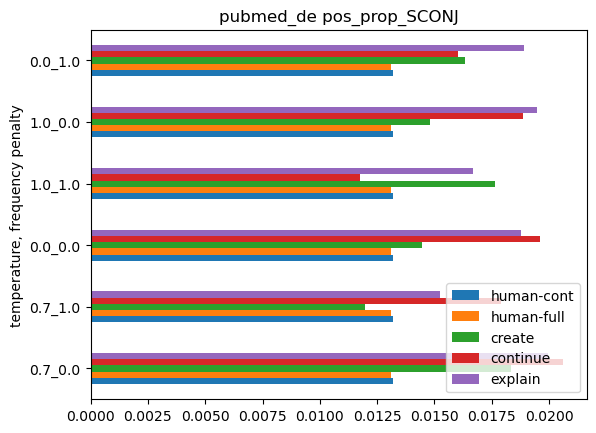 pubmed_de pos_prop_SCONJ
temperature, frequency penalty
0.0_1.0
1.0_0.0
1.0_1.0
0.0_0.0
0.7_1.0
0.7_0.0
human-cont
human-full
create
continue
explain
0.0000 0.0025 0.0050 0.0075 0.0100 0.0125 0.0150 0.0175 0.0200